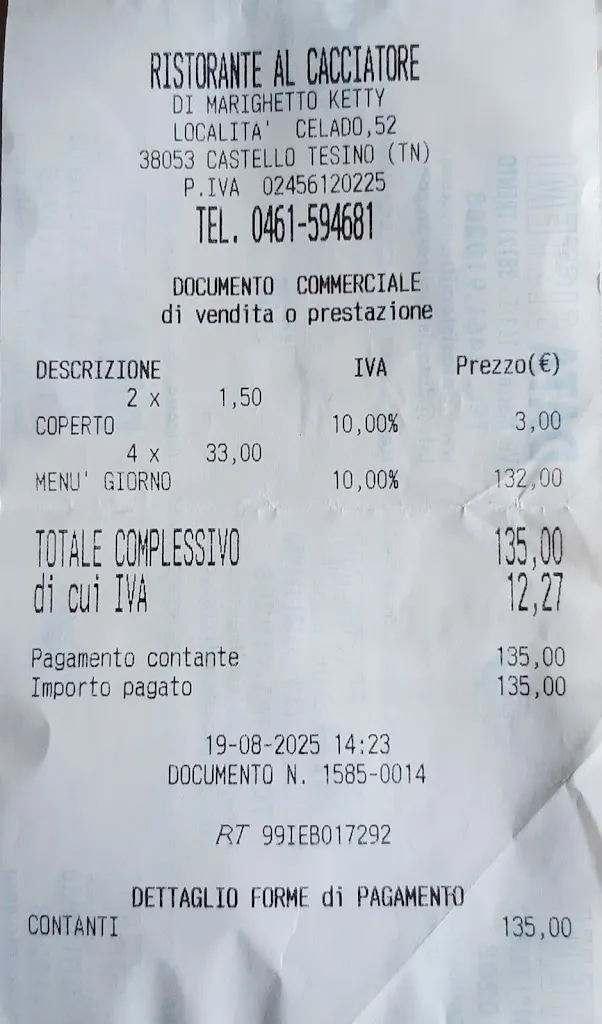 RISTORANTE AL CACCIATORE
DI MARIGHETTO KETTY
LOCALITA' CELADO,52
38053 CASTELLO TESINO (TN)
P.IVA 02456120225
TEL. 0461-594681
DOCUMENTO COMMERCIALE
di vendita o prestazione
DESCRIZIONE IVA Prezzo(€)
2 x 1,50
COPERTO 10,00% 3,00
4 x 33,00
MENU' GIORNO 10,00% 132,00
TOTALE COMPLESSIVO 135,00
di cui IVA 12,27
Pagamento contante 135,00
Importo pagato 135,00
19-08-2025 14:23
DOCUMENTO N. 1585-0014
RT 99IEB017292
DETTAGLIO FORME di PAGAMENTO
CONTANTI 135,00